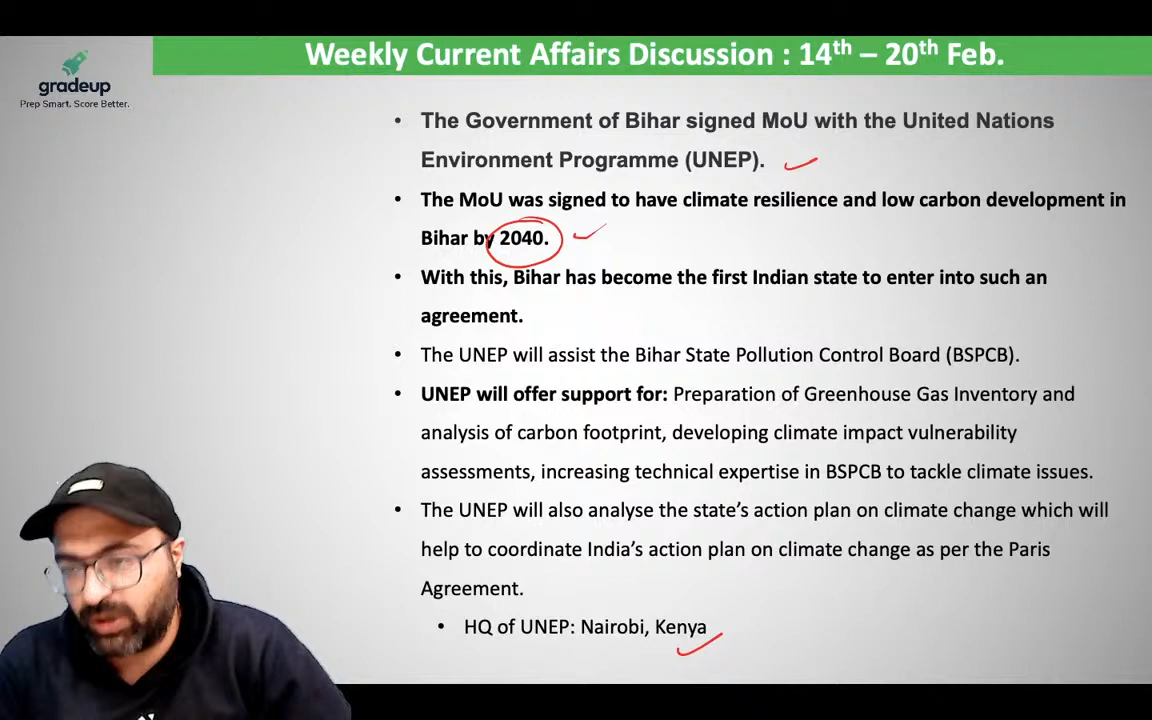 Weekly Current Affairs Discussion : 14th – 20th Feb.
gradeup
Prep Smart. Score Better.
• The Government of Bihar signed MoU with the United Nations
Environment Programme (UNEP).
• The MoU was signed to have climate resilience and low carbon development in
Bihar by 2040.
• With this, Bihar has become the first Indian state to enter into such an
agreement.
• The UNEP will assist the Bihar State Pollution Control Board (BSPCB).
• UNEP will offer support for: Preparation of Greenhouse Gas Inventory and
analysis of carbon footprint, developing climate impact vulnerability
assessments, increasing technical expertise in BSPCB to tackle climate issues.
• The UNEP will also analyse the state’s action plan on climate change which will
help to coordinate India’s action plan on climate change as per the Paris
Agreement.
• HQ of UNEP: Nairobi, Kenya